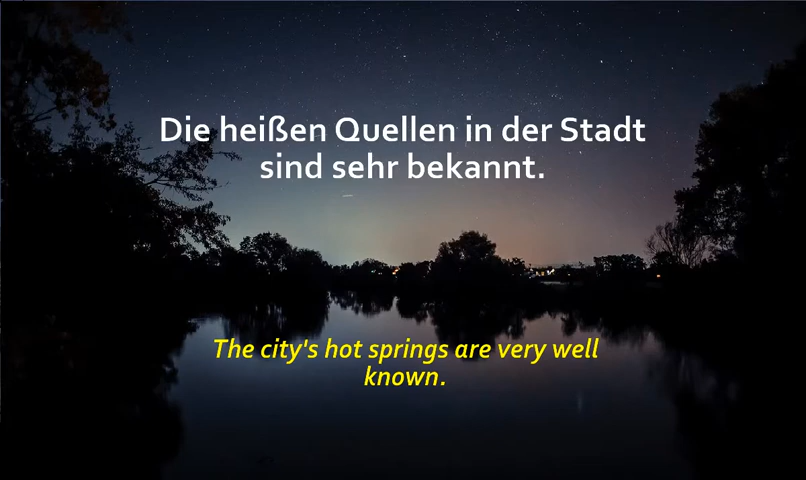 Die heißen Quellen in der Stadt
sind sehr bekannt.
The city's hot springs are very well
known.